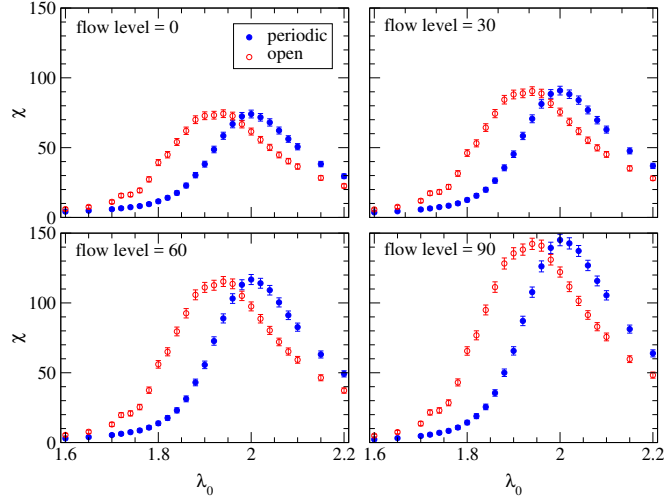 flow level = 0
periodic
open
150
100
50
0
χ
flow level = 30
flow level = 60
150
100
50
0
χ
1.6
1.8
2
2.2
λ0
flow level = 90
1.6
1.8
2
2.2
λ0